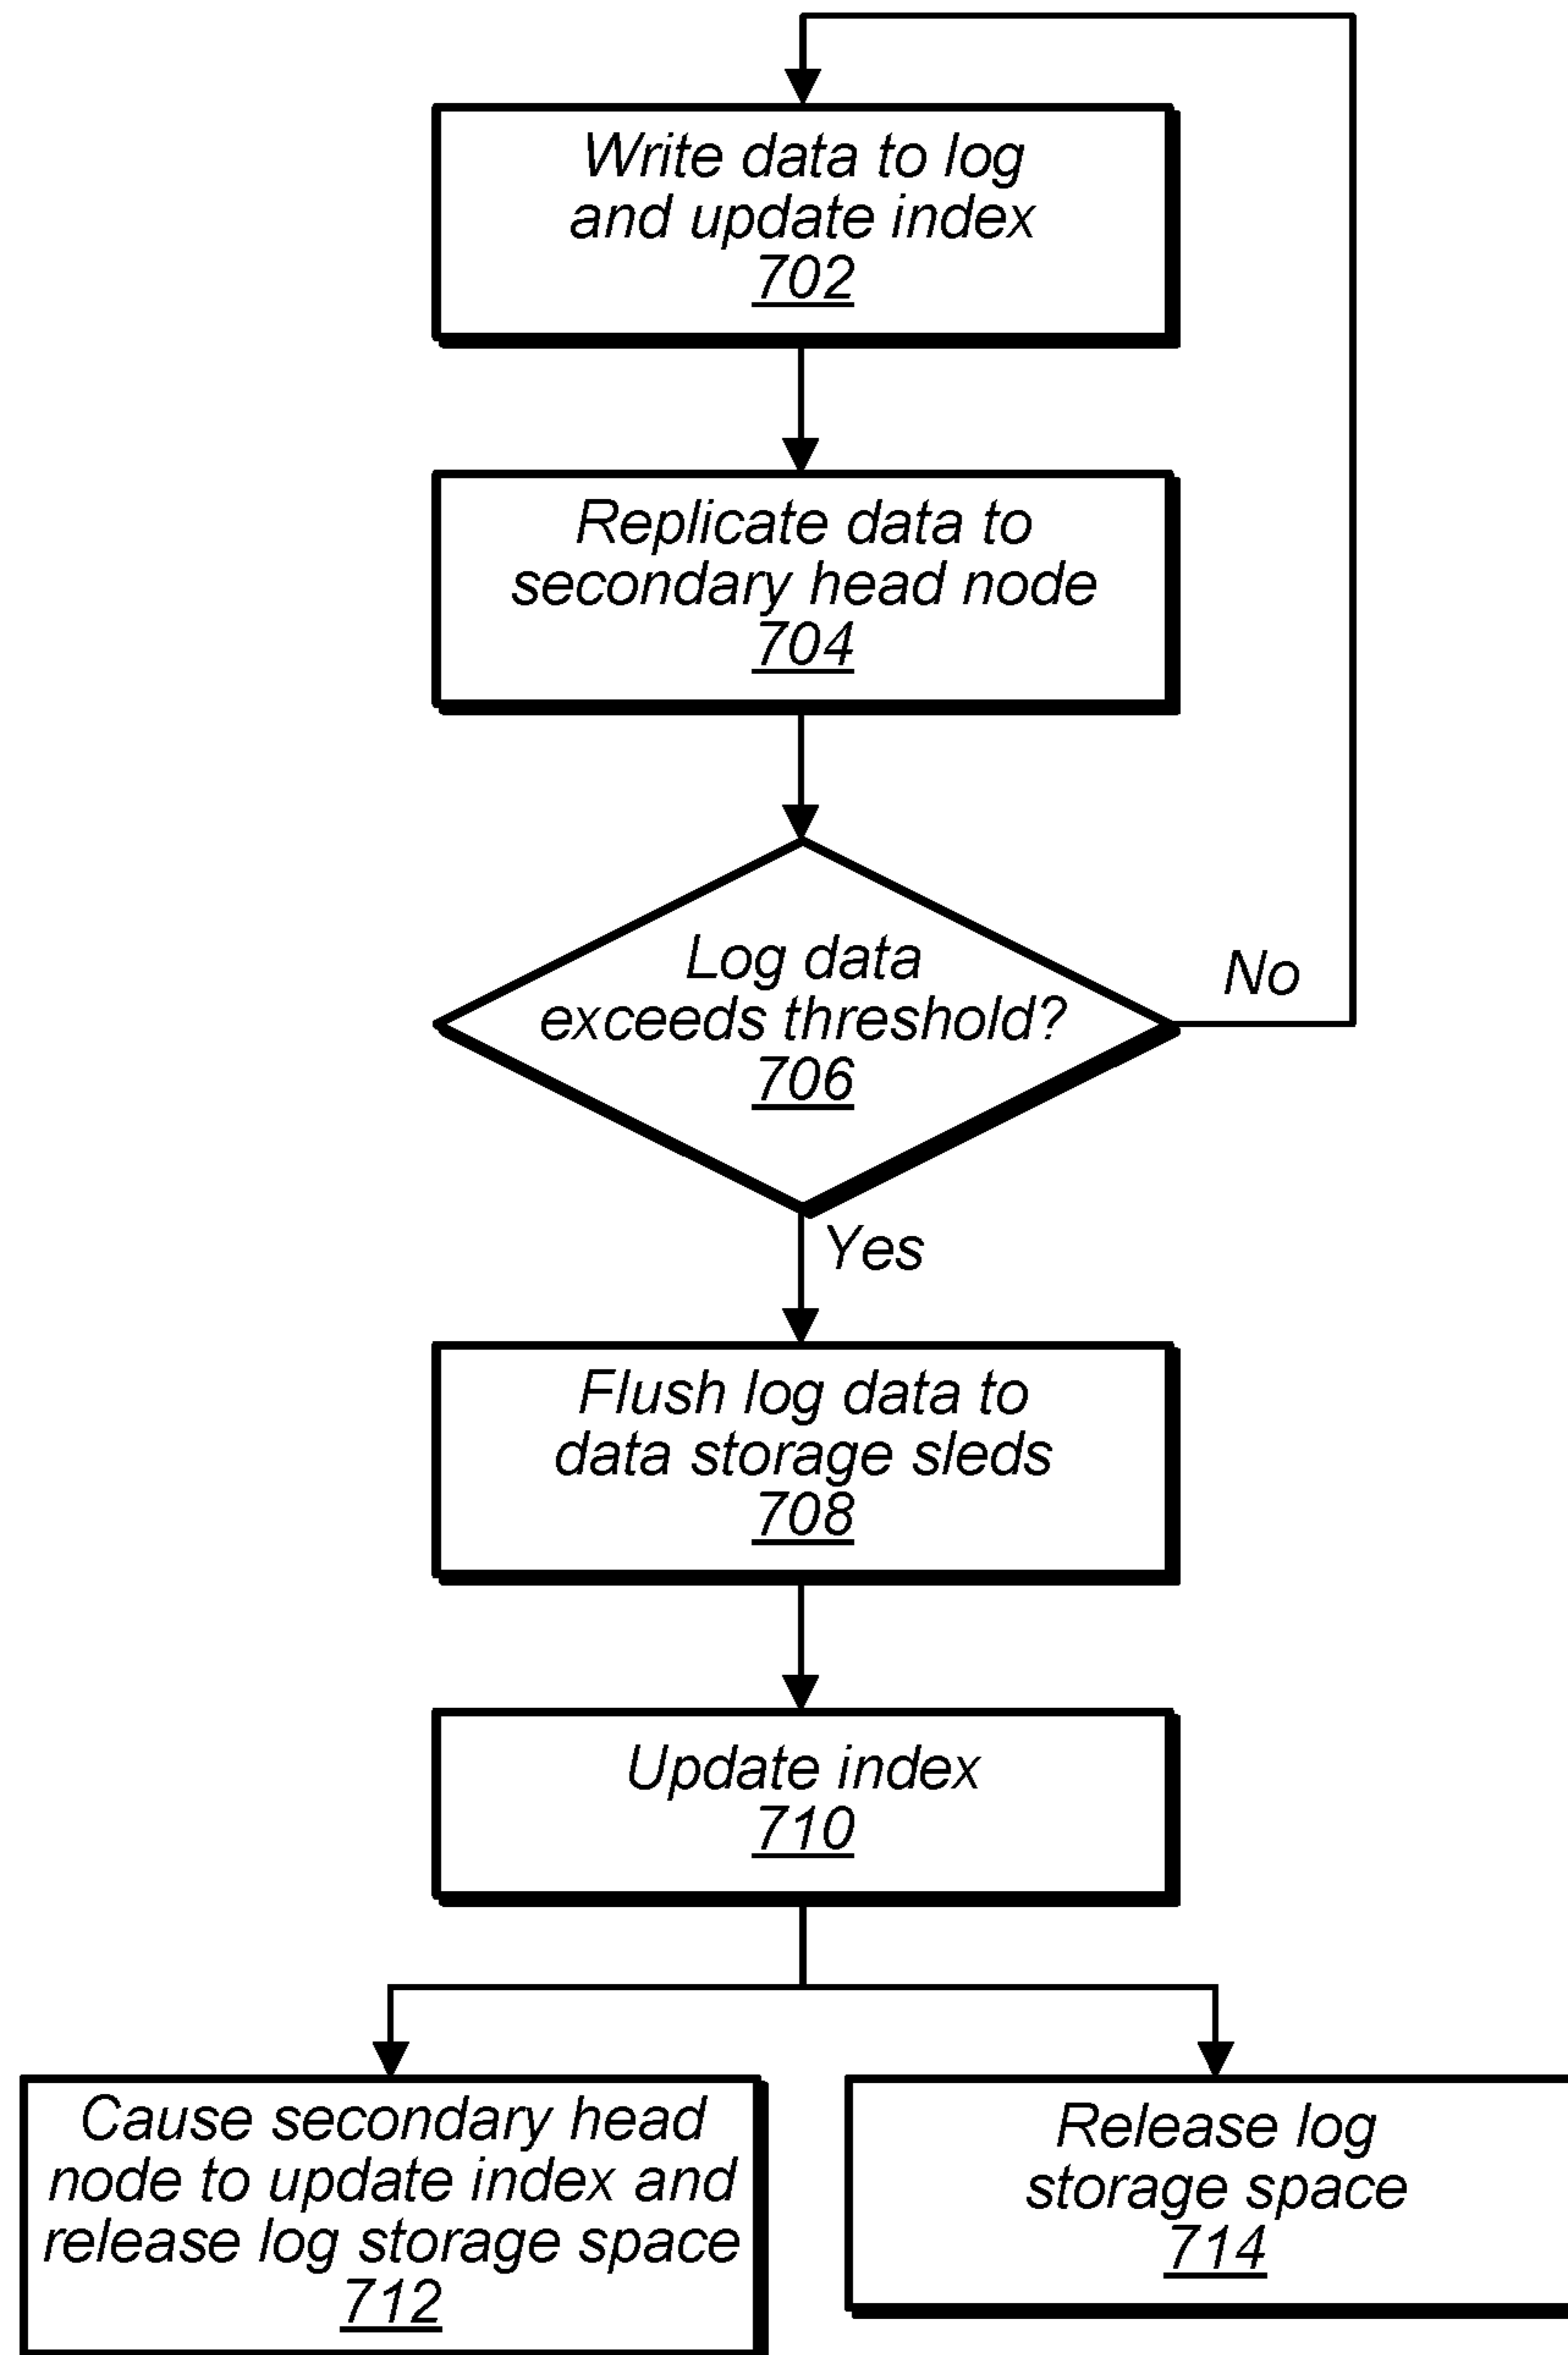 Write data to log
and update index
702
Replicate data to
secondary head node
704
Log data
exceeds threshold?
706
No
Yes
Flush log data to
data storage sleds
708
Update index
710
Cause secondary head
node to update index and
release log storage space
712
Release log
storage space
714